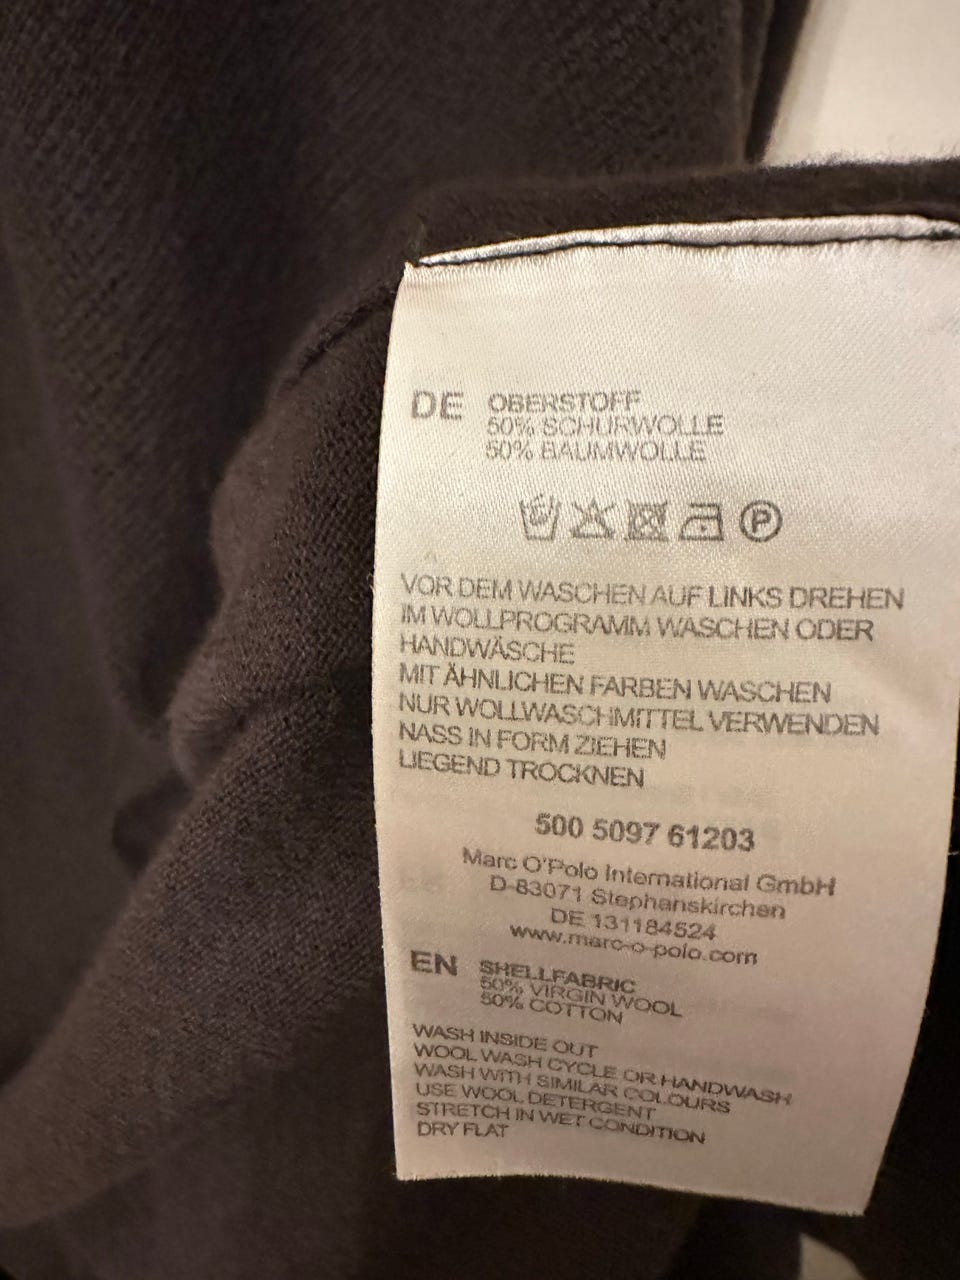 DE OBERSTOFF
50% SCHURWOLLE
50% BAUMWOLLE
P
VOR DEM WASCHEN AUF LINKS DREHEN
IM WOLLPROGRAMM WASCHEN ODER
HANDWÄSCHE
MIT ÄHNLICHEN FARBEN WASCHEN
NUR WOLLWASCHMITTEL VERWENDEN
NASS IN FORM ZIEHEN
LIEGEND TROCKNEN
500 5097 61203
Marc O'Polo International GmbH
D-83071 Stephanskirchen
DE 131184524
www.marc-o-polo.com
EN SHELLFABRIC
50% VIRGIN WOOL
50% COTTON
WASH INSIDE OUT
WOOL WASH CYCLE OR HANDWASH
WASH WITH SIMILAR COLOURS
USE WOOL DETERGENT
STRETCH IN WET CONDITION
DRY FLAT